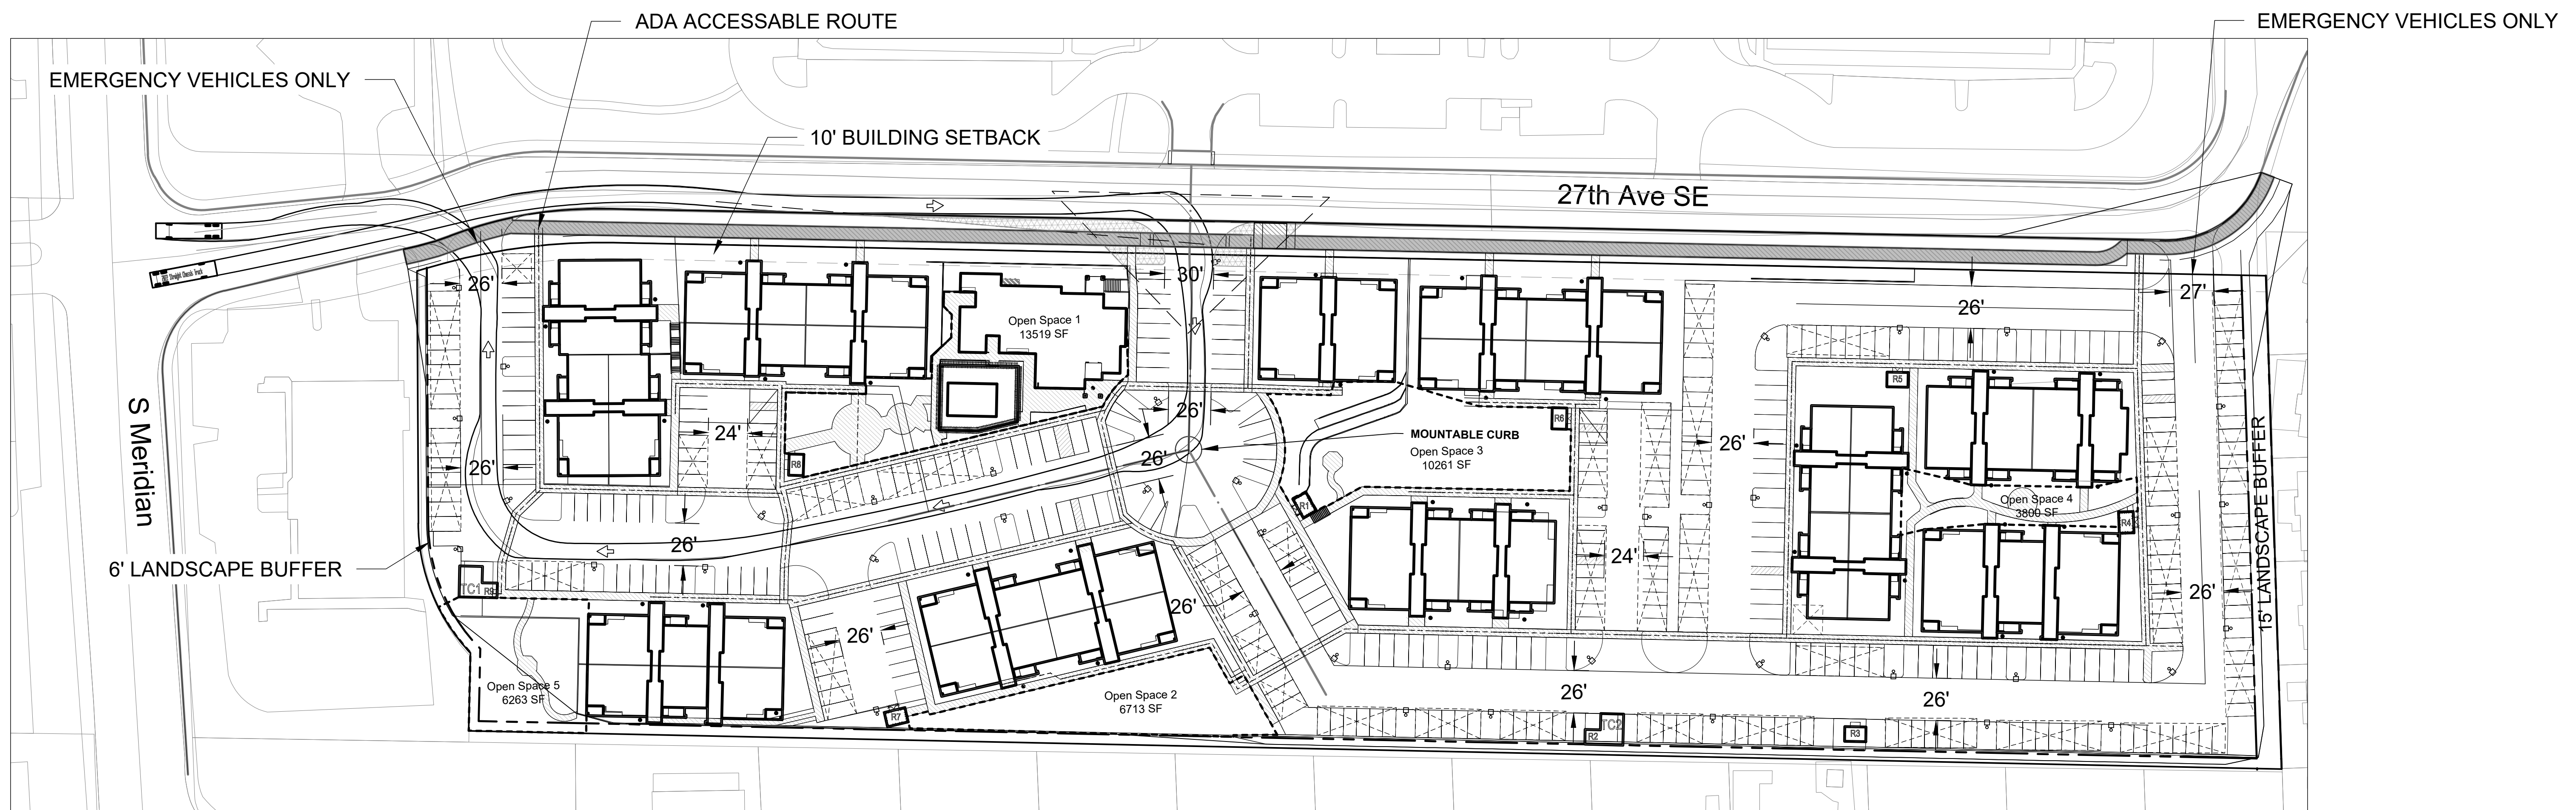 ADA ACCESSABLE ROUTE
EMERGENCY VEHICLES ONLY
EMERGENCY VEHICLES ONLY
10' BUILDING SETBACK
27th Ave SE
S Meridian
26'
30'
27'
26'
Open Space 1
13519 SF
R5
26'
24'
26'
R6
MOUNTABLE CURB
Open Space 3
10261 SF
26'
26'
26'
R8
R1
Open Space 4
3800 SF
R4
26'
24'
6' LANDSCAPE BUFFER
TC1
R9
26'
26'
15' LANDSCAPE BUFFER
26'
Open Space 5
6263 SF
Open Space 2
6713 SF
26'
26'
R7
TC2
R2
R3